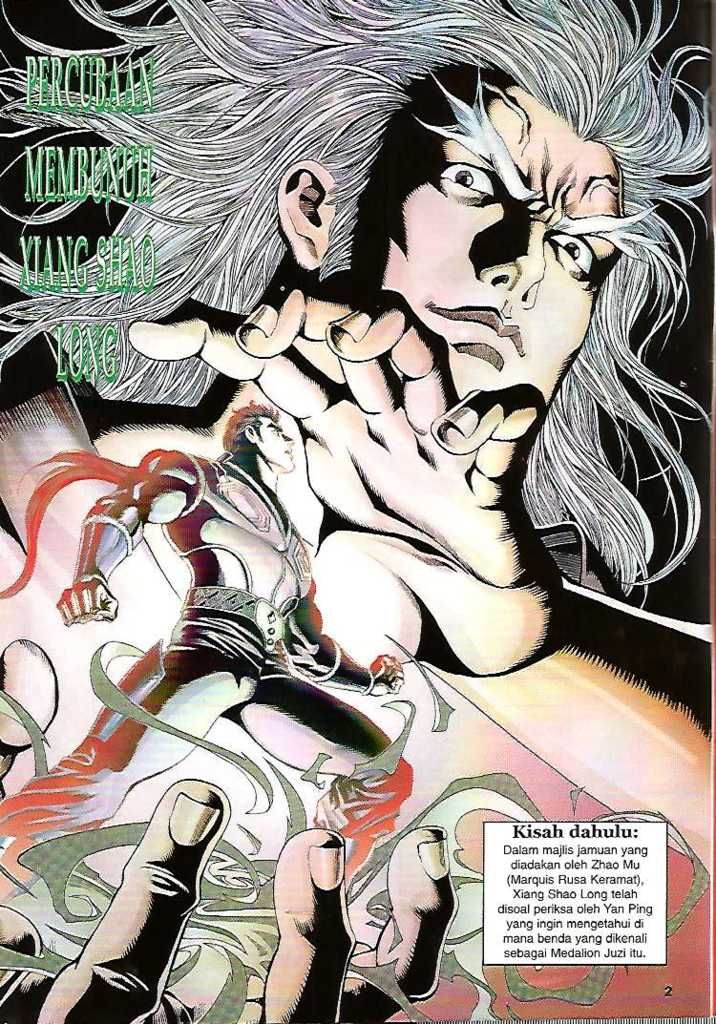 PERCUBAAN
MEMBUNUH
XIANG SHAO
LONG
Kisah dahulu:
Dalam majlis jamuan yang
diadakan oleh Zhao Mu
(Marquis Rusa Keramat),
Xiang Shao Long telah
disoal periksa oleh Yan Ping
yang ingin mengetahui di
mana benda yang dikenali
sebagai Medalion Juzi itu.
2